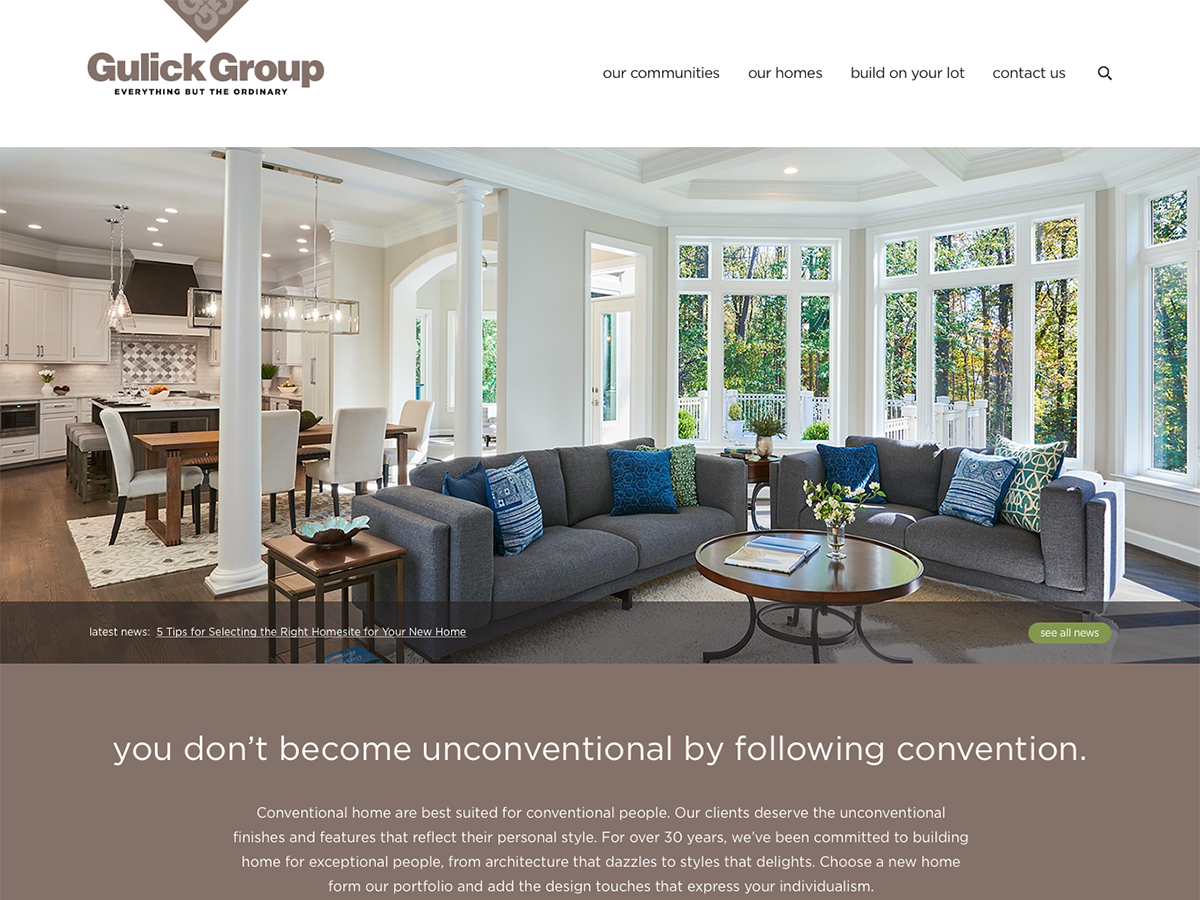 Gulick Group
EVERYTHING BUT THE ORDINARY
our communities
our homes
build on your lot
contact us
latest news: 5 Tips for Selecting the Right Homesite for Your New Home
see all news
you don’t become unconventional by following convention.
Conventional home are best suited for conventional people. Our clients deserve the unconventional
finishes and features that reflect their personal style. For over 30 years, we’ve been committed to building
home for exceptional people, from architecture that dazzles to styles that delights. Choose a new home
form our portfolio and add the design touches that express your individualism.